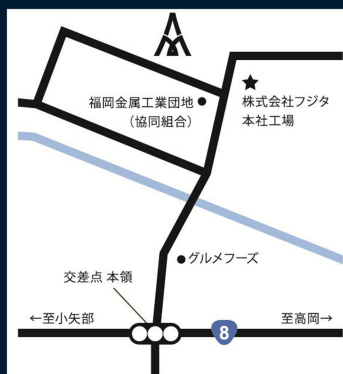 福岡金属工業団地
(協同組合)
株式会社フジタ
本社工場
グルメフーズ
交差点 本領
←至小矢部
8
至高岡→